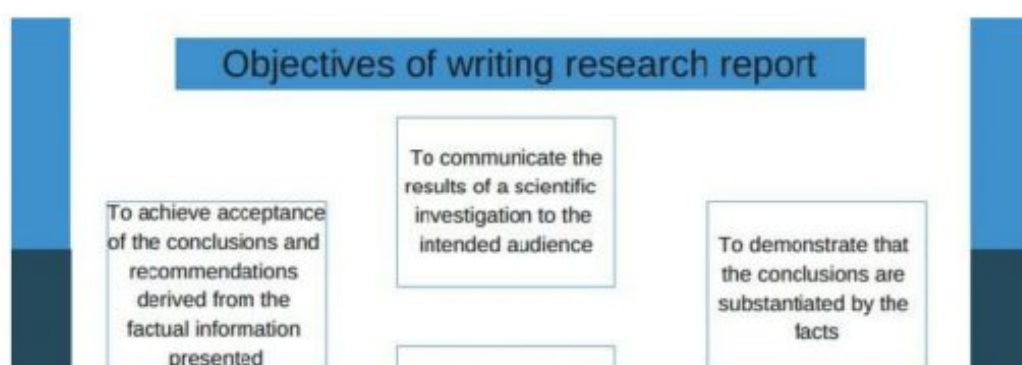 Objectives of writing research report
To communicate the
results of a scientific
investigation to the
intended audience
To achieve acceptance
of the conclusions and
recommendations
derived from the
factual information
presented
To demonstrate that
the conclusions are
substantiated by the
facts